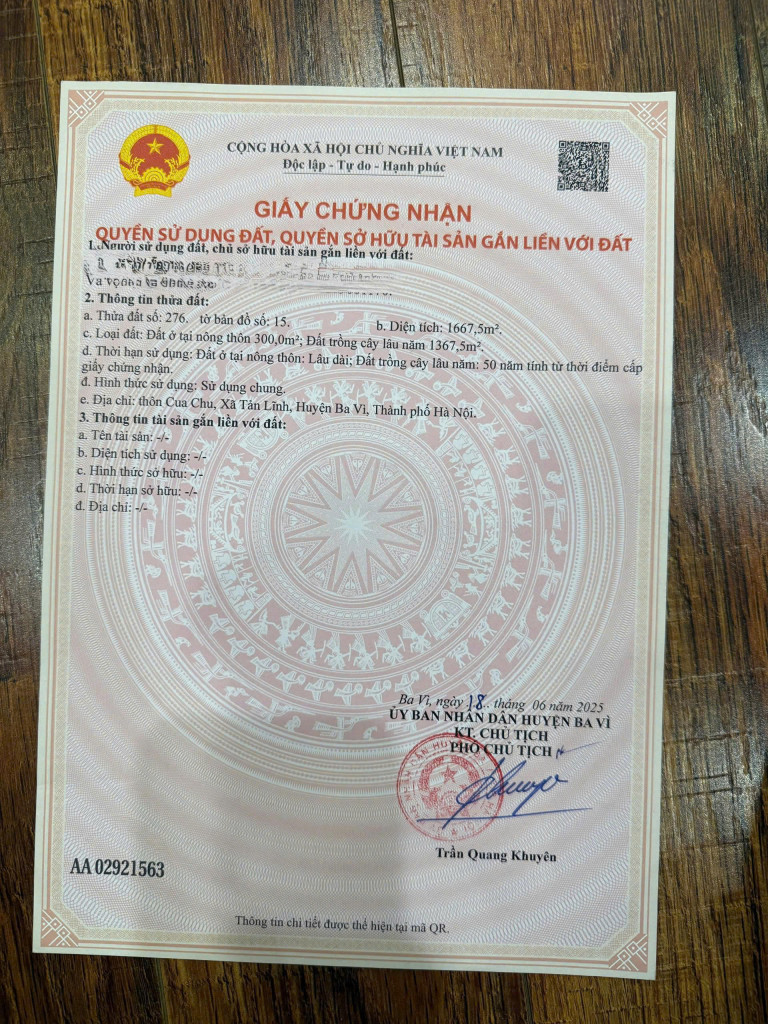 CỘNG HÒA XÃ HỘI CHỦ NGHĨA VIỆT NAM
Độc lập - Tự do - Hạnh phúc
GIẤY CHỨNG NHẬN
QUYỀN SỬ DỤNG ĐẤT, QUYỀN SỞ HỮU TÀI SẢN GẮN LIỀN VỚI ĐẤT
1. Người sử dụng đất, chủ sở hữu tài sản gắn liền với đất:
2. Thông tin thửa đất:
a. Thửa đất số: 276. tờ bản đồ số: 15. b. Diện tích: 1667,5m².
c. Loại đất: Đất ở tại nông thôn 300,0m²; Đất trồng cây lâu năm 1367,5m².
d. Thời hạn sử dụng: Đất ở tại nông thôn: Lâu dài; Đất trồng cây lâu năm: 50 năm tính từ thời điểm cấp
giấy chứng nhận.
đ. Hình thức sử dụng: Sử dụng chung.
e. Địa chỉ: thôn Cua Chu, Xã Tản Lĩnh, Huyện Ba Vì, Thành phố Hà Nội.
3. Thông tin tài sản gắn liền với đất:
a. Tên tài sản: -/-
b. Diện tích sử dụng: -/-
c. Hình thức sở hữu: -/-
d. Thời hạn sở hữu: -/-
đ. Địa chỉ: -/-
Ba Vì, ngày 18 tháng 06 năm 2025
ỦY BAN NHÂN DÂN HUYỆN BA VÌ
KT. CHỦ TỊCH
PHÓ CHỦ TỊCH
Trần Quang Khuyên
AA 02921563
Thông tin chi tiết được thể hiện tại mã QR.